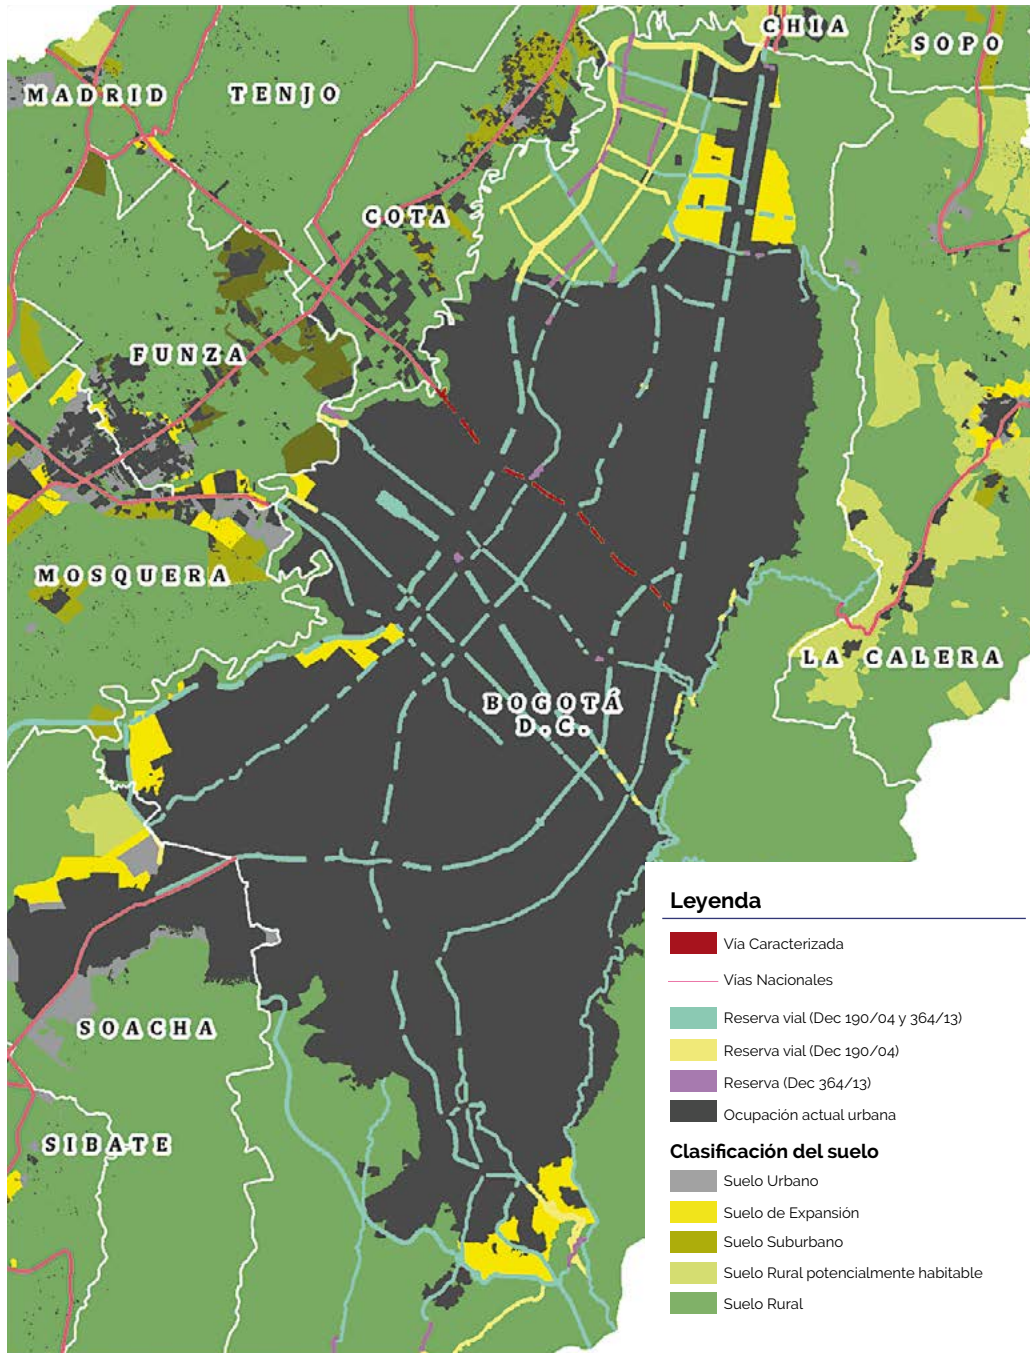 CHIA
SOPO
MADRID
TENJO
COTA
FUNZA
MOSQUERA
LA CALERA
BOGOTÁ
D.C.
SOACHA
SIBATE
Leyenda
Vía Caracterizada
Vías Nacionales
Reserva vial (Dec 190/04 y 364/13)
Reserva vial (Dec 190/04)
Reserva (Dec 364/13)
Ocupación actual urbana
Clasificación del suelo
Suelo Urbano
Suelo de Expansión
Suelo Suburbano
Suelo Rural potencialmente habitable
Suelo Rural